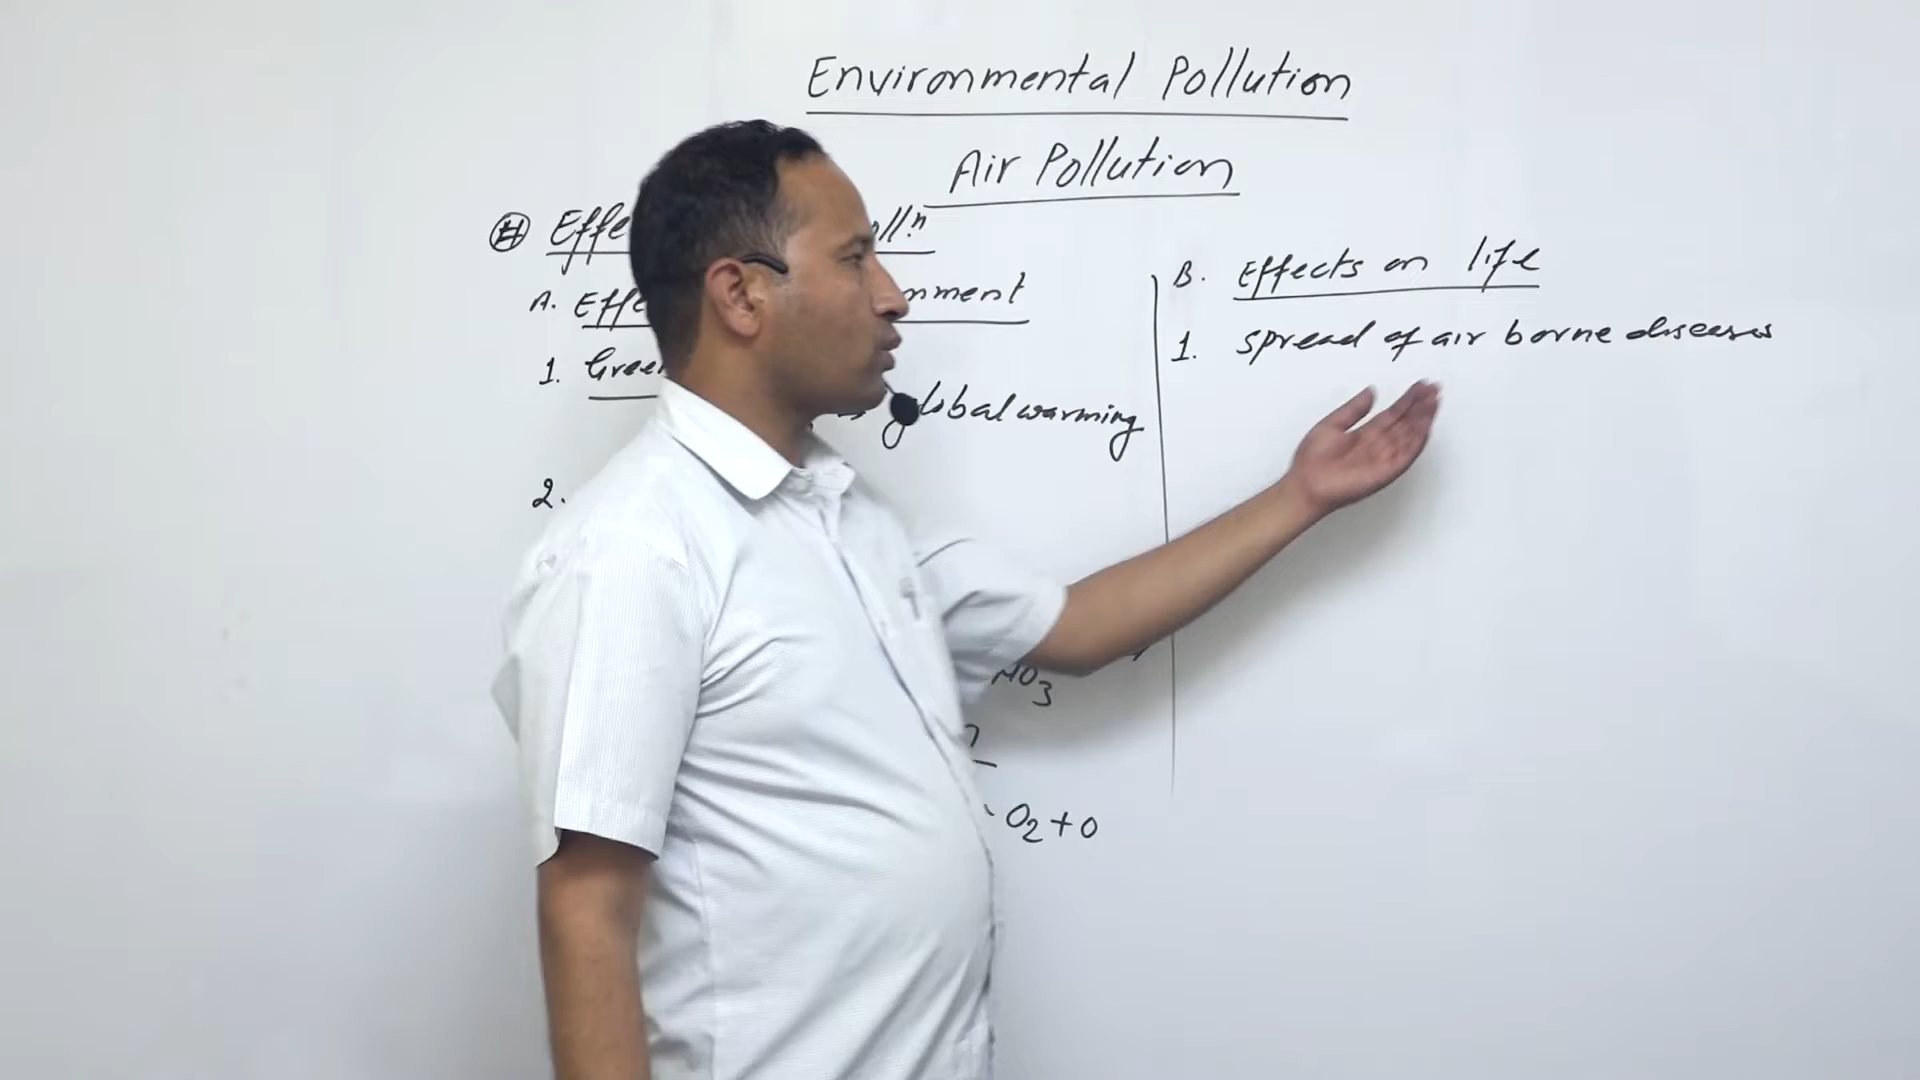 Environmental Pollution
Air Pollution
# Effe olln
A. Effe nment
1. Gree
global warming
2.
NO3
O2 + O
B. Effects on life
1. spread of air borne diseases